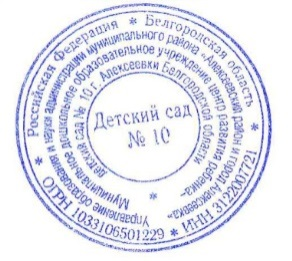 Российская Федерация * Белгородская область
* ОГРН 1033106501229 * ИНН 3122007721
Управление образования и науки администрации муниципального района «Алексеевский район и город Алексеевка»
Муниципальное дошкольное образовательное учреждение центр развития ребенка-
детский сад № 10 г. Алексеевки Белгородской области
Детский сад
№ 10